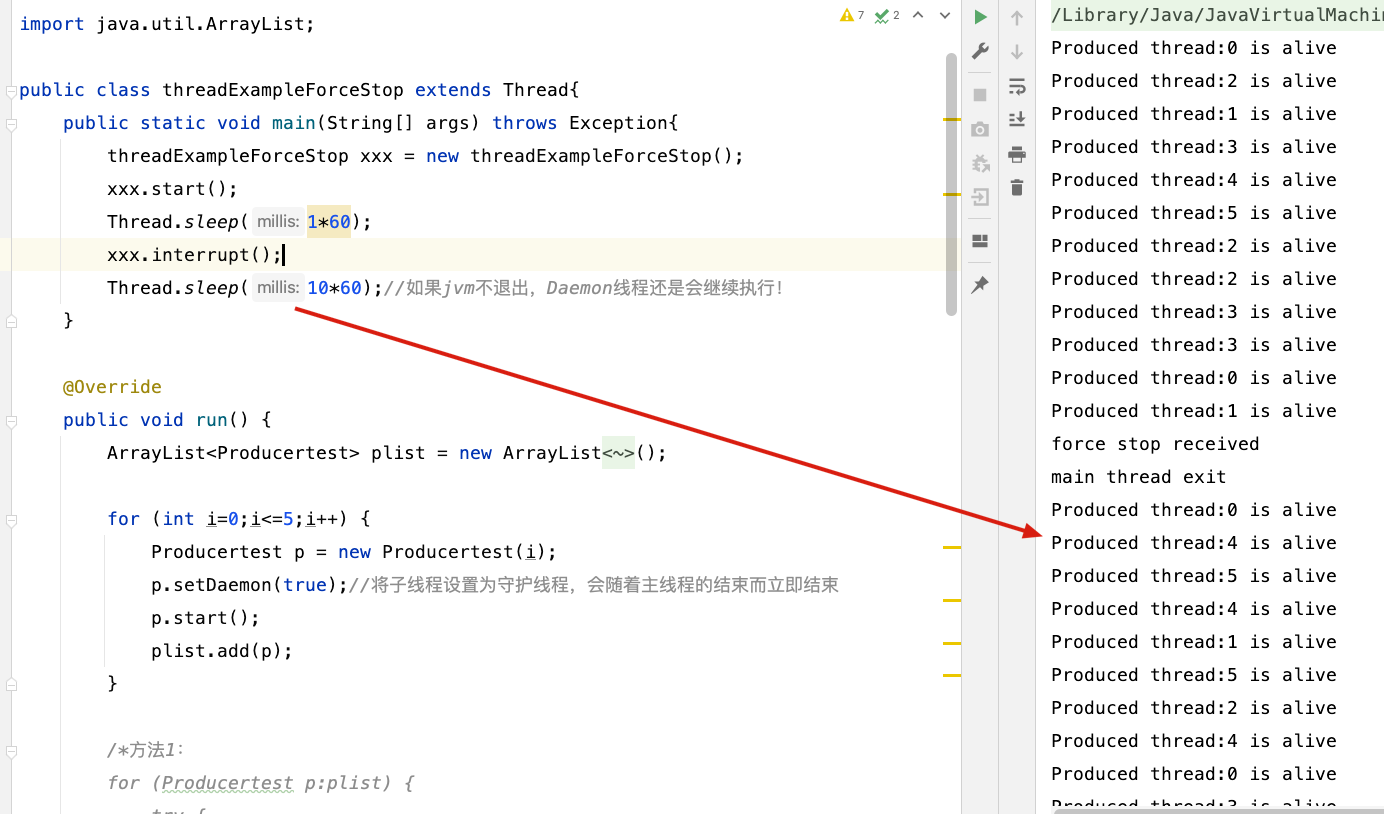 import java.util.ArrayList;
7 2
public class threadExampleForceStop extends Thread{
public static void main(String[] args) throws Exception{
threadExampleForceStop xxx = new threadExampleForceStop();
xxx.start();
Thread.sleep( millis: 1*60);
xxx.interrupt();
Thread.sleep( millis: 10*60);//如果jvm不退出，Daemon线程还是会继续执行！
}
@Override
public void run() {
ArrayList<Producertest> plist = new ArrayList<~>();
for (int i=0;i<=5;i++) {
Producertest p = new Producertest(i);
p.setDaemon(true);//将子线程设置为守护线程，会随着主线程的结束而立即结束
p.start();
plist.add(p);
}
/*方法1：
for (Producertest p:plist) {
try {
/Library/Java/JavaVirtualMachin
Produced thread:0 is alive
Produced thread:2 is alive
Produced thread:1 is alive
Produced thread:3 is alive
Produced thread:4 is alive
Produced thread:5 is alive
Produced thread:2 is alive
Produced thread:2 is alive
Produced thread:3 is alive
Produced thread:3 is alive
Produced thread:0 is alive
Produced thread:1 is alive
force stop received
main thread exit
Produced thread:0 is alive
Produced thread:4 is alive
Produced thread:5 is alive
Produced thread:4 is alive
Produced thread:1 is alive
Produced thread:5 is alive
Produced thread:2 is alive
Produced thread:4 is alive
Produced thread:0 is alive
Produced thread:3 is alive